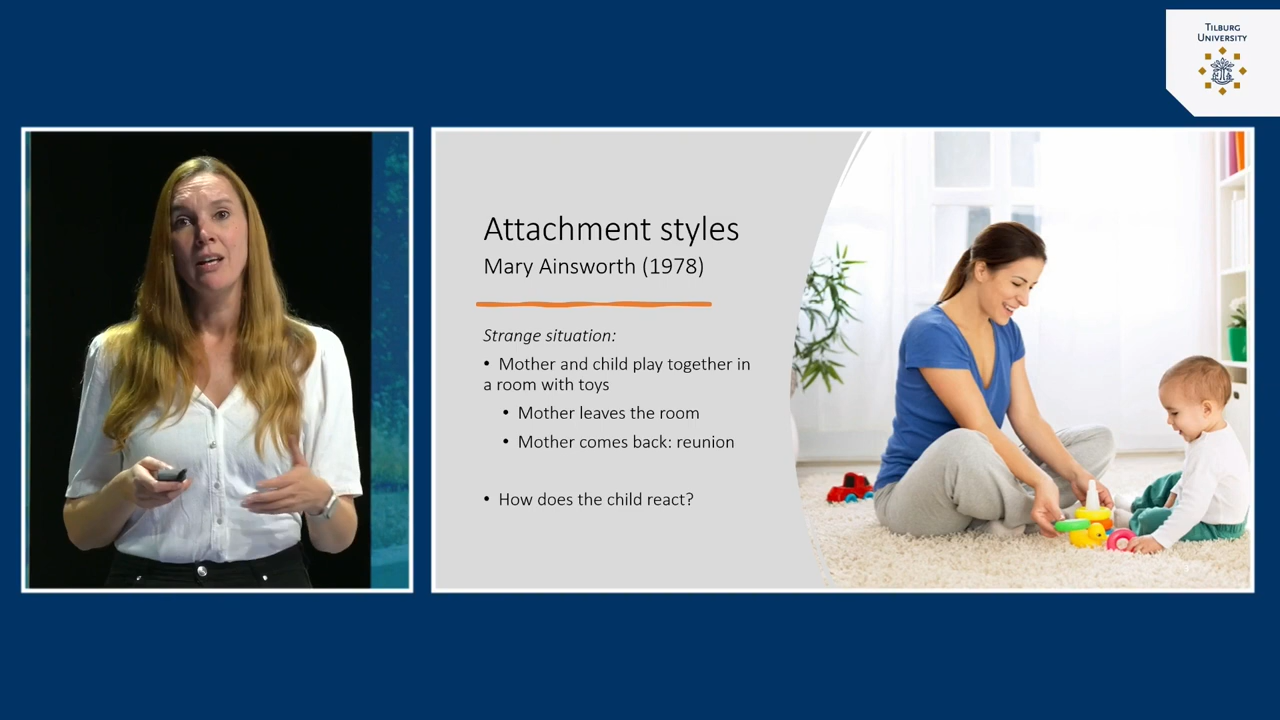 TILBURG
UNIVERSITY
Attachment styles
Mary Ainsworth (1978)
Strange situation:
• Mother and child play together in
a room with toys
• Mother leaves the room
• Mother comes back: reunion
• How does the child react?